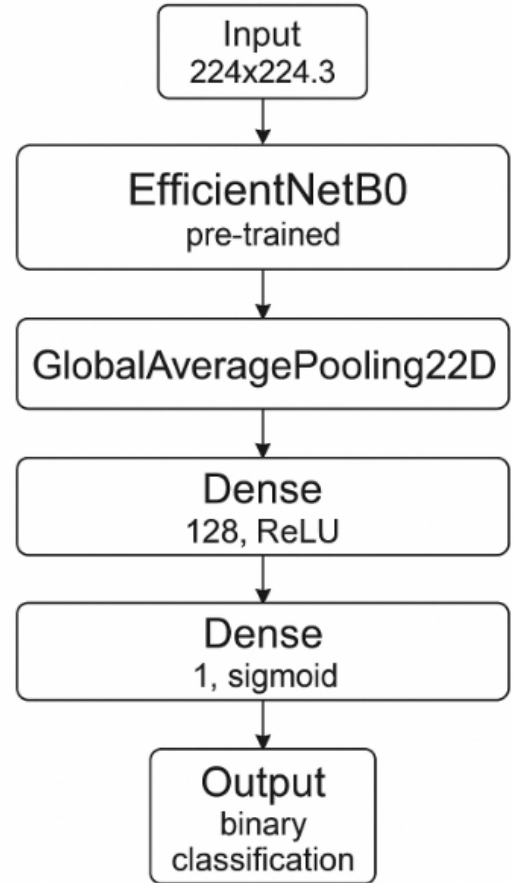 Input
224x224.3
EfficientNetB0
pre-trained
GlobalAveragePooling22D
Dense
128, ReLU
Dense
1, sigmoid
Output
binary
classification